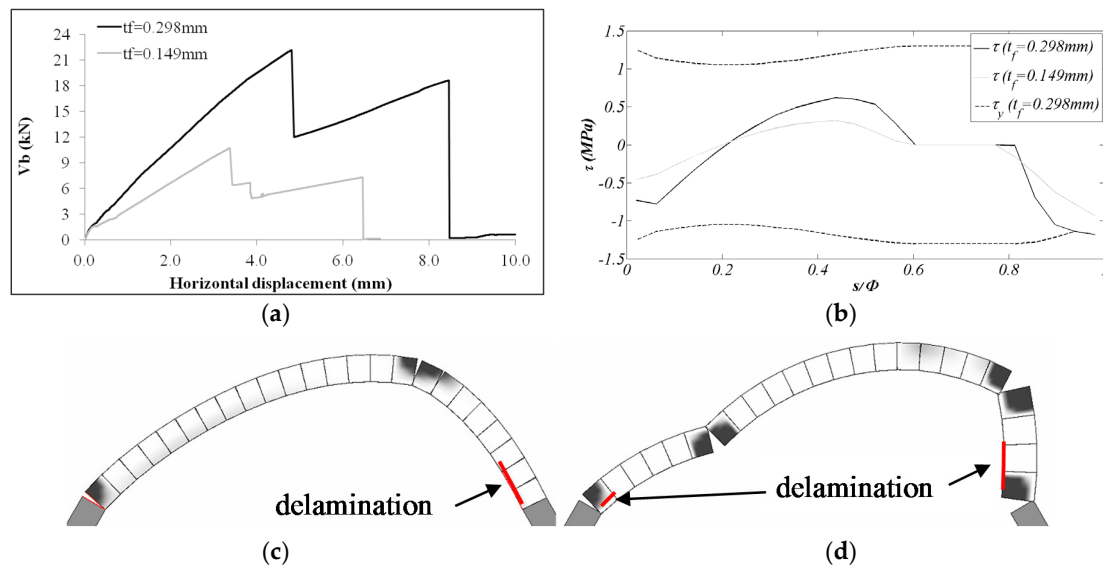 tf=0.298mm
tf=0.149mm
24
21
18
15
12
9
6
3
0
Vb (kN)
0.0 2.0 4.0 6.0 8.0 10.0
Horizontal displacement (mm)
(a)
τ (tf=0.298mm)
τ (tf=0.149mm)
τy (tf=0.298mm)
1.5
1
0.5
0
-0.5
-1
-1.5
τ (MPa)
0 0.2 0.4 0.6 0.8 1
s/Φ
(b)
delamination
(c)
delamination
(d)